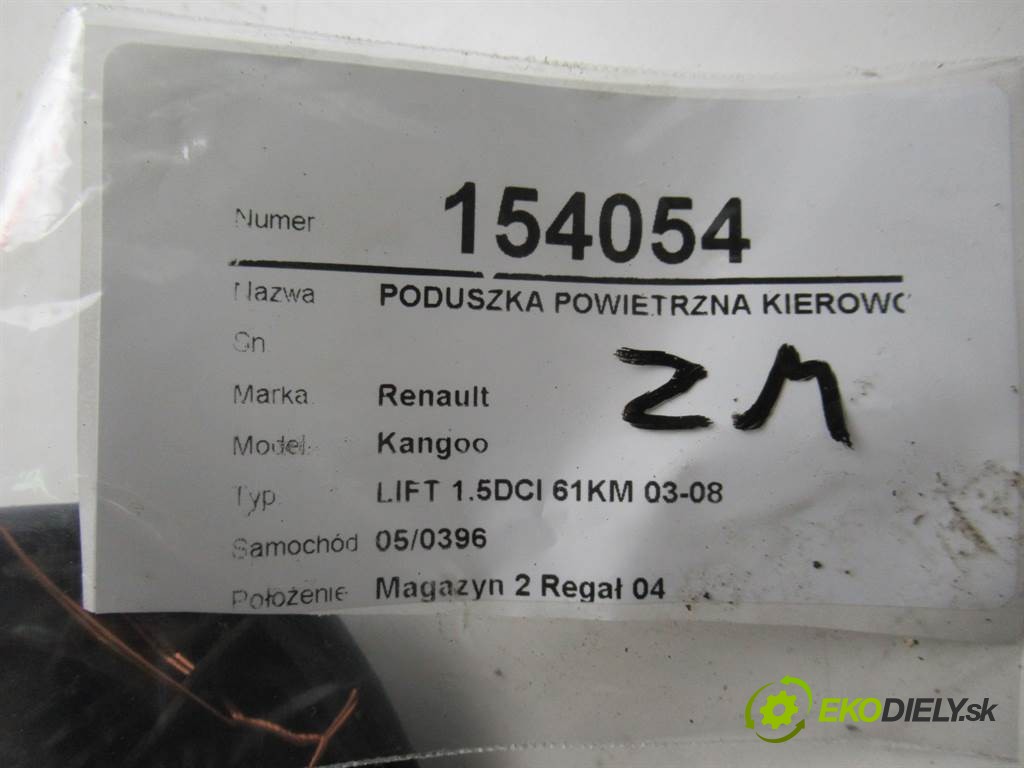 Numer 154054
Nazwa PODUSZKA POWIETRZNA KIEROWC
Sn
Marka Renault
ZM
Model: Kangoo
Typ LIFT 1.5DCI 61KM 03-08
Samochód 05/0396
Położenie Magazyn 2 Regał 04
EKODIELY.sk